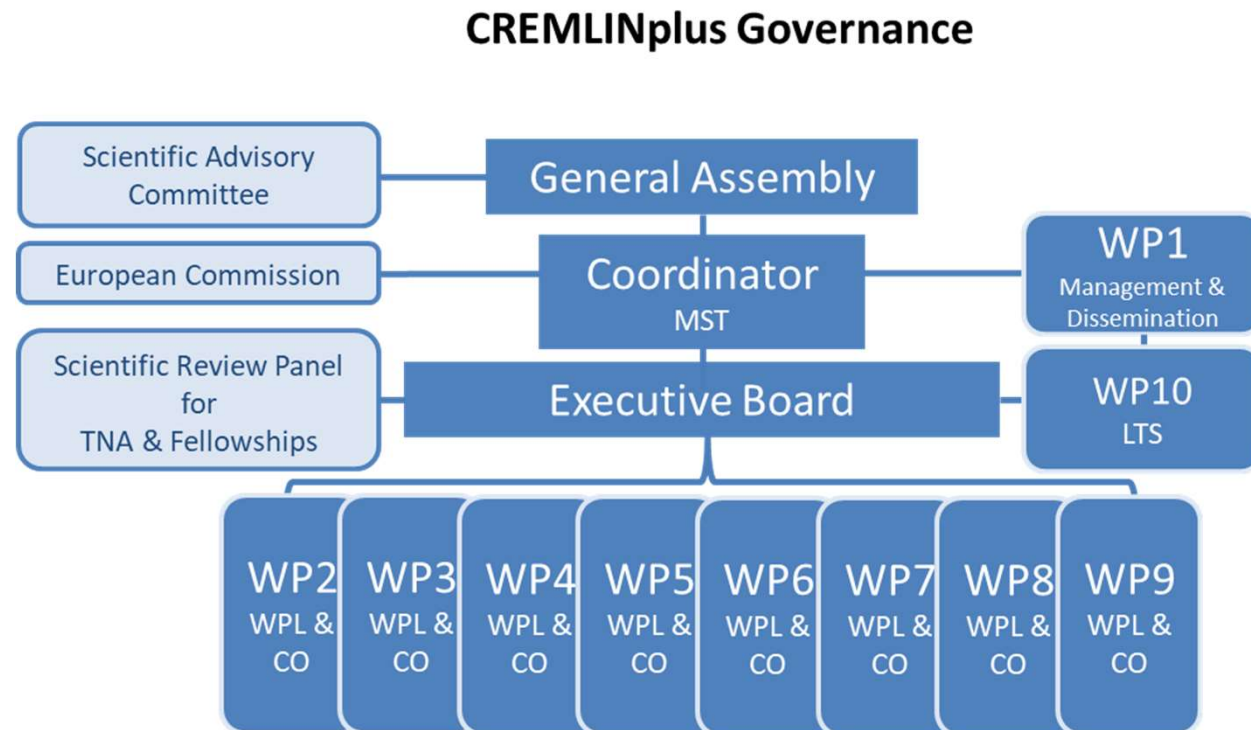 CREMLINplus Governance
Scientific Advisory
Committee
General Assembly
European Commission
Coordinator
MST
WP1
Management &
Dissemination
Scientific Review Panel
for
TNA & Fellowships
Executive Board
WP10
LTS
WP2
WPL &
CO
WP3
WPL &
CO
WP4
WPL &
CO
WP5
WPL &
CO
WP6
WPL &
CO
WP7
WPL &
CO
WP8
WPL &
CO
WP9
WPL &
CO